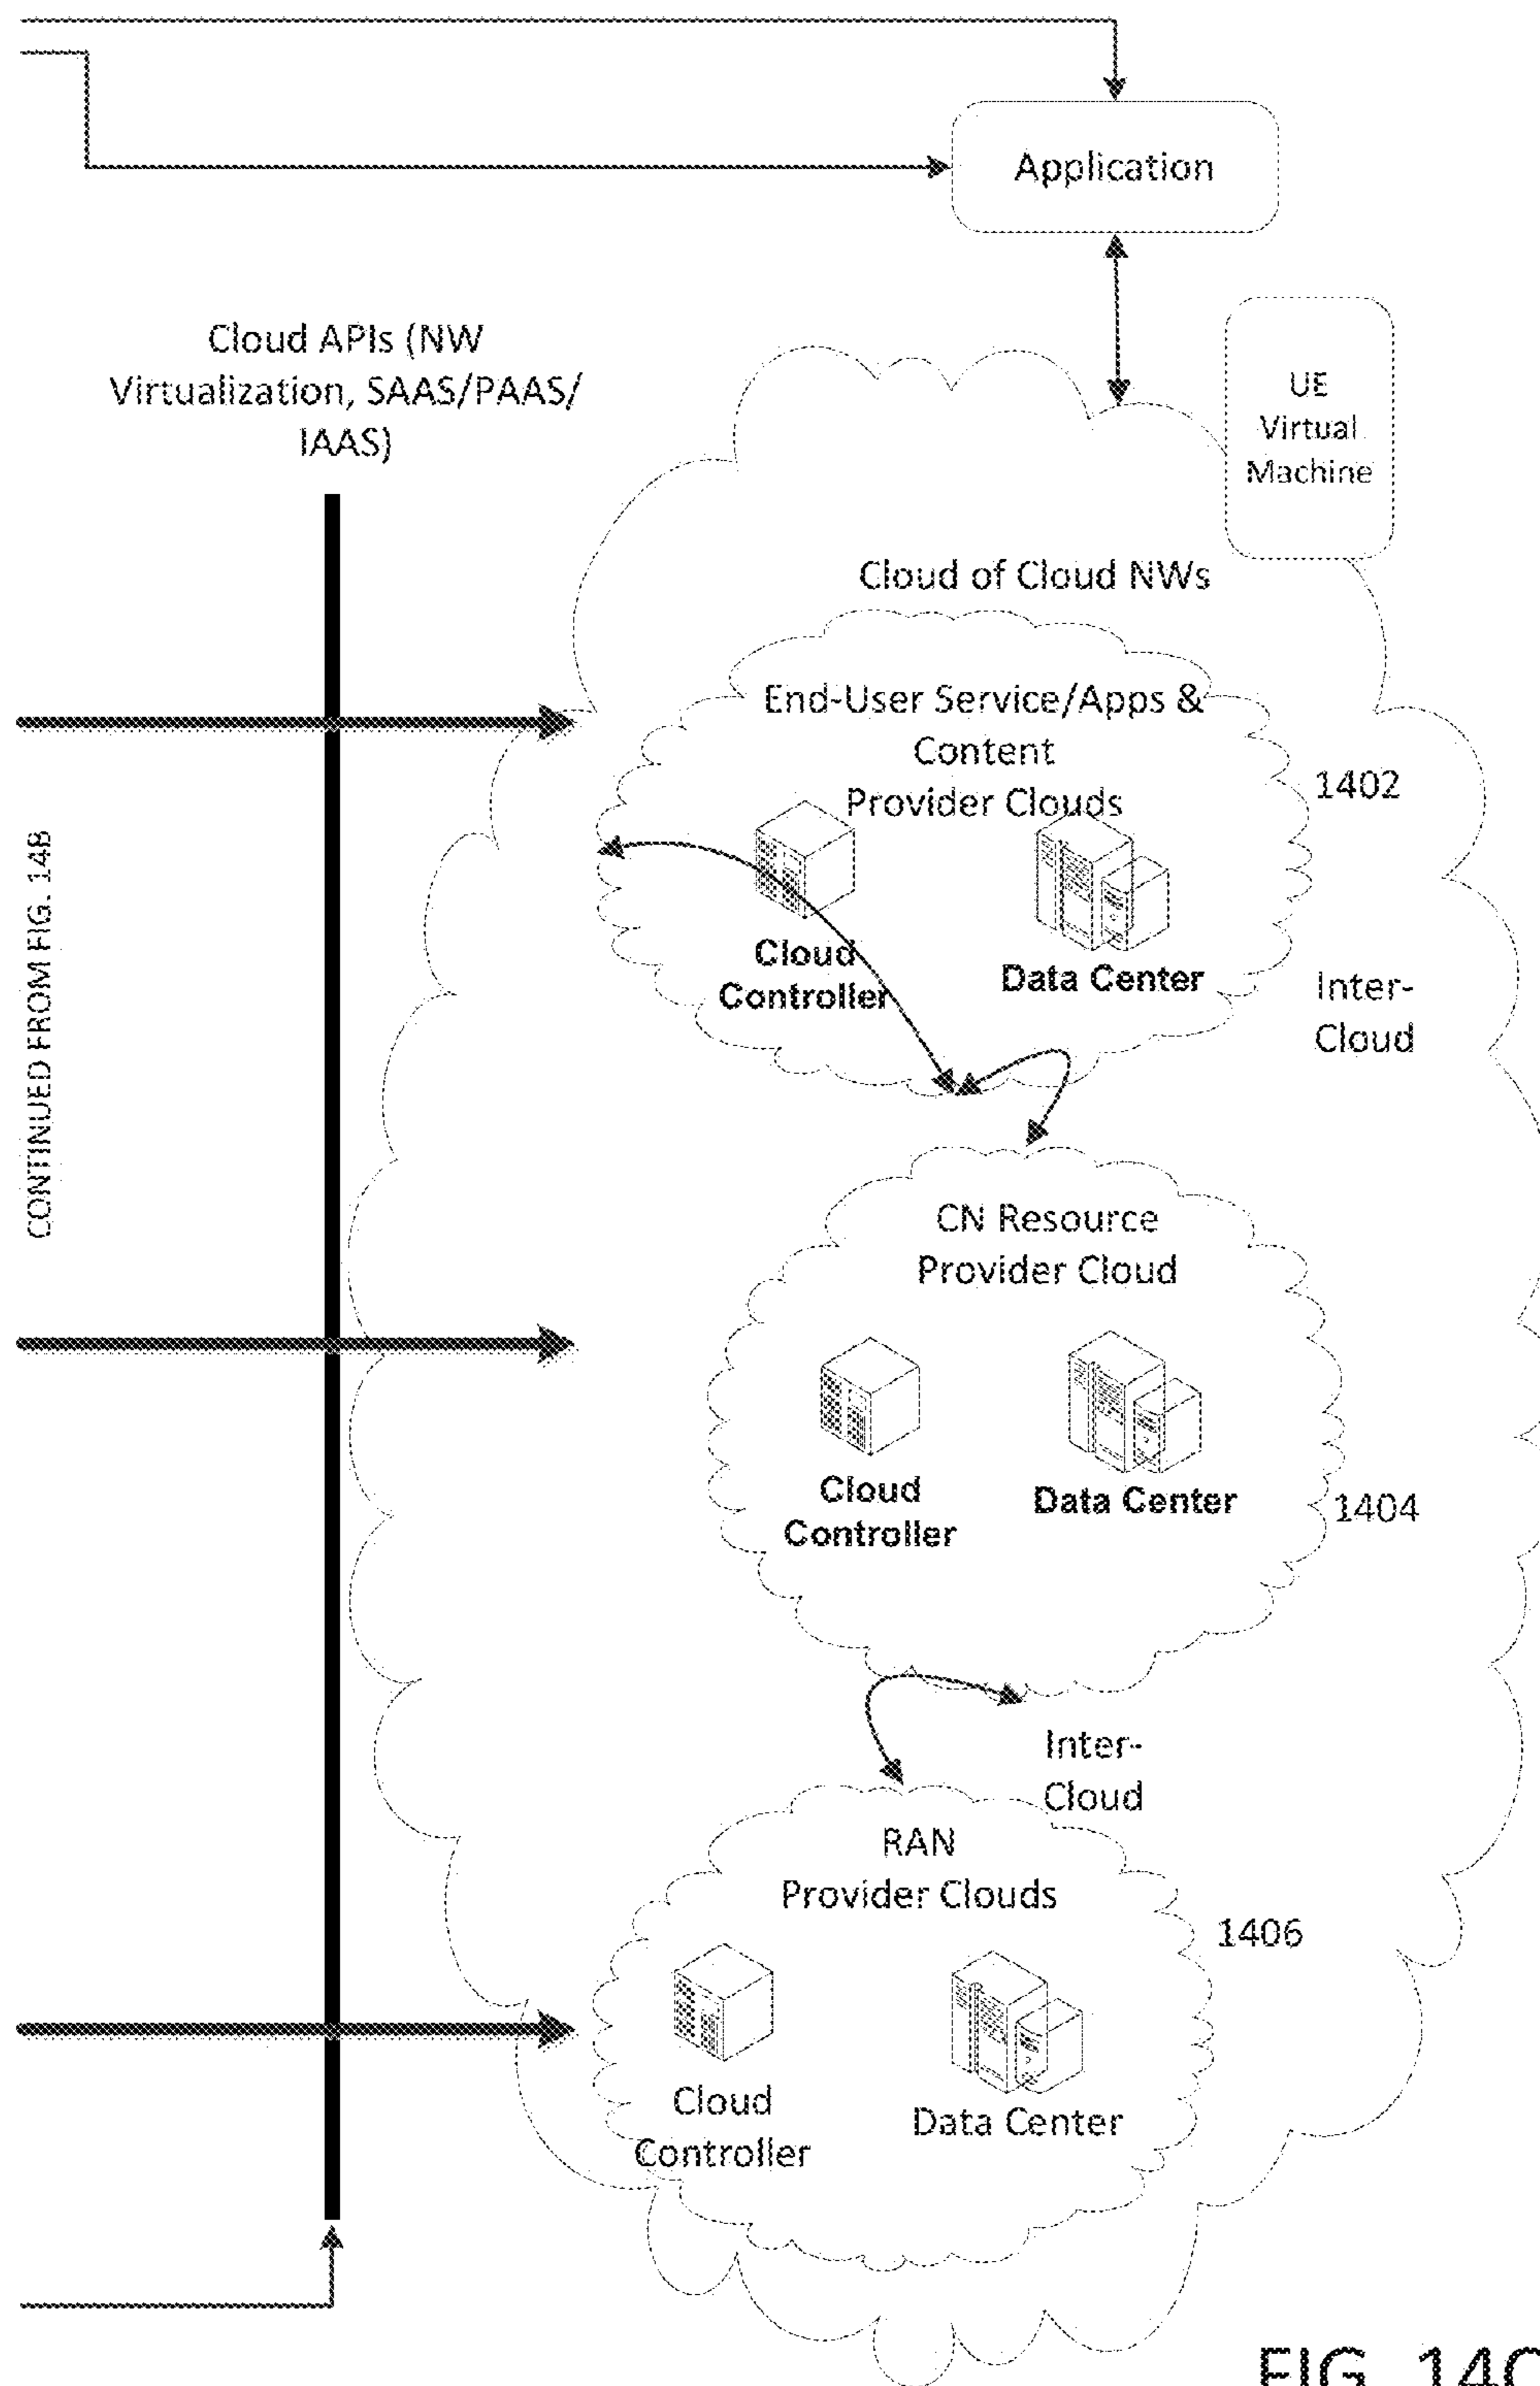 Application
Cloud APIs (NW
Virtualization, SAAS/PAAS/
IAAS)
UE
Virtual
Machine
Cloud of Cloud NWs
End-User Service/Apps &
Content
Provider Clouds
1402
CONTINUED FROM FIG. 14B
Cloud
Controller
Data Center
Inter-
Cloud
CN Resource
Provider Cloud
Cloud
Controller
Data Center
1404
Inter-
Cloud
RAN
Provider Clouds
1406
Cloud
Controller
Data Center
FIG. 14C